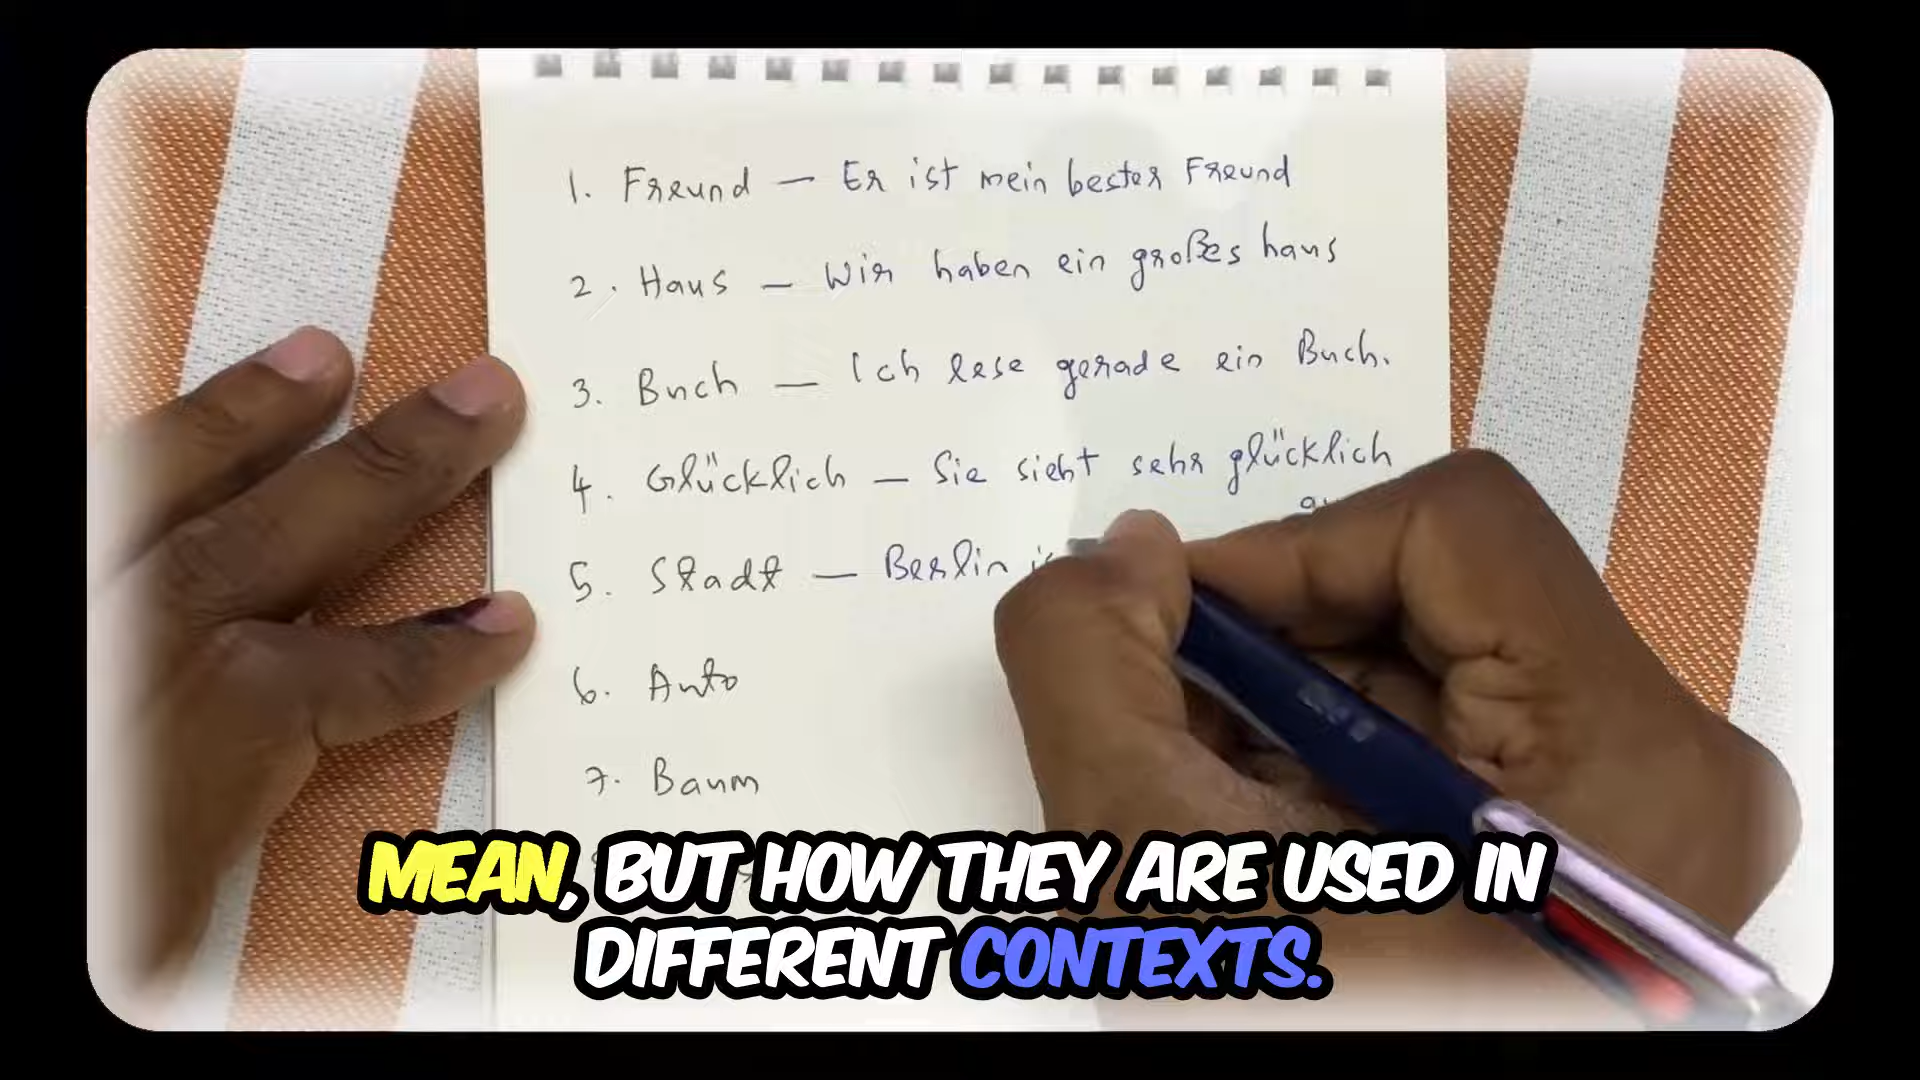 1. Freund — Er ist mein bester Freund
2. Haus — Wir haben ein großes haus
3. Buch — Ich lese gerade ein Buch.
4. Glücklich — Sie sieht sehr glücklich
5. Stadt — Berlin
6. Auto
7. Baum
MEAN, BUT HOW THEY ARE USED IN
DIFFERENT CONTEXTS.